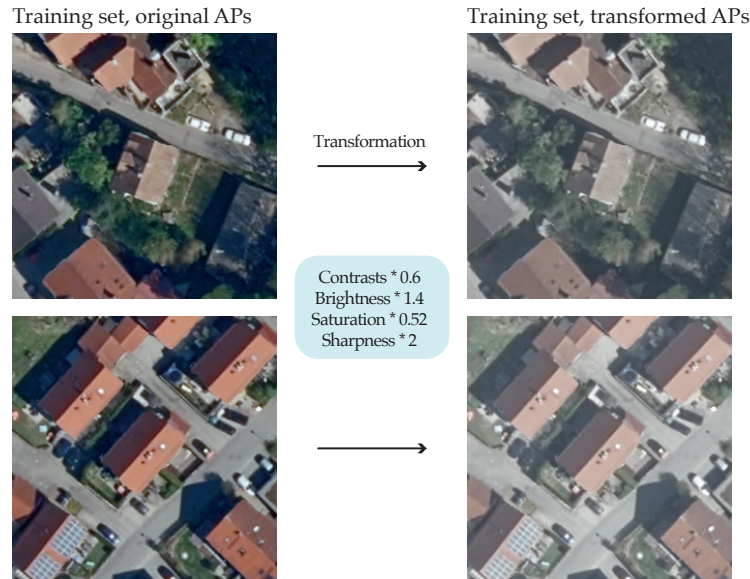 Training set, original APs
Training set, transformed APs
Transformation
Contrasts * 0.6
Brightness * 1.4
Saturation * 0.52
Sharpness * 2